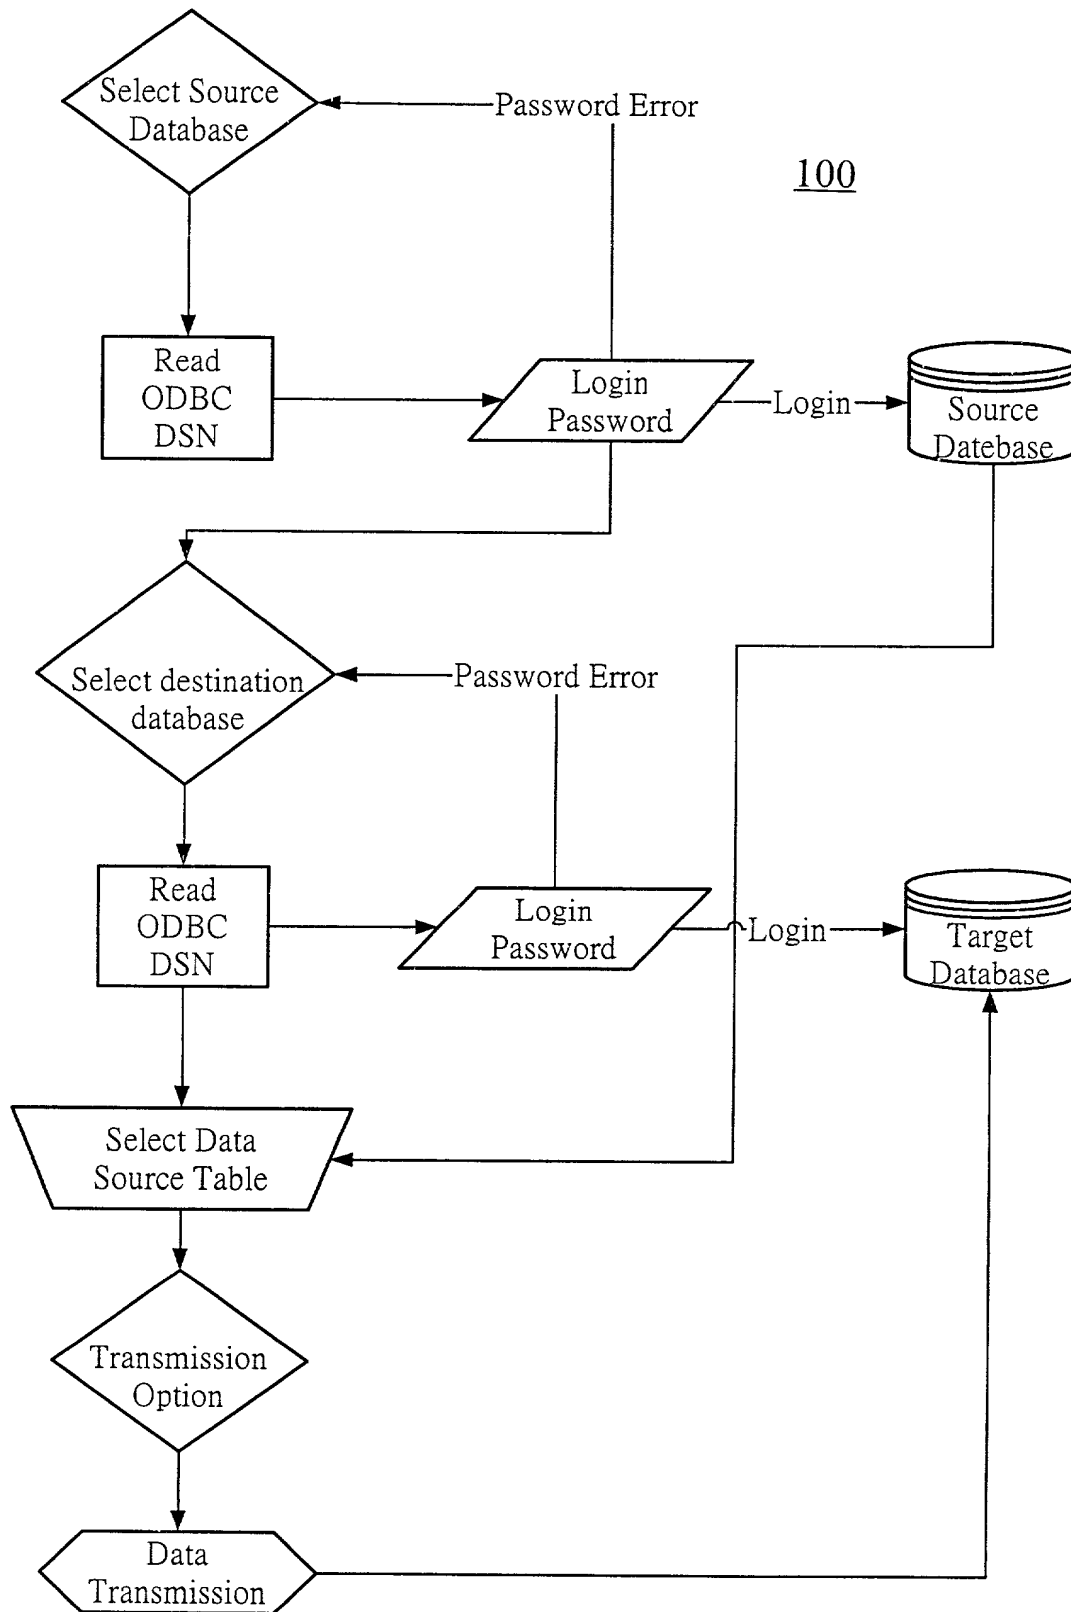 Select Source
Database
Password Error
100
Read
ODBC
DSN
Login
Password
Login
Source
Datebase
Select destination
database
Password Error
Read
ODBC
DSN
Login
Password
Login
Target
Database
Select Data
Source Table
Transmission
Option
Data
Transmission